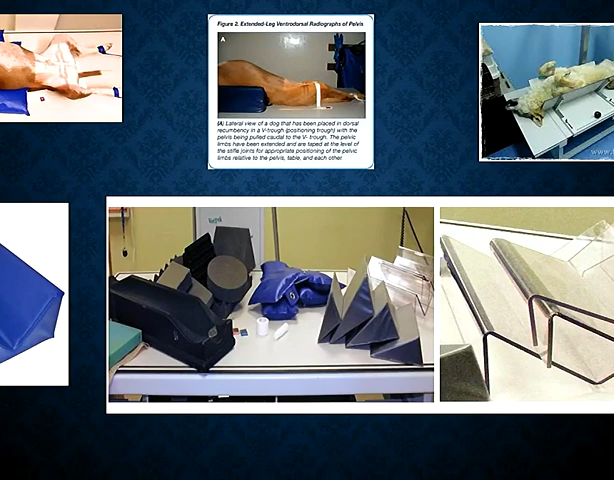 Figure 2. Extended-Leg Ventrodorsal Radiographs of Pelvis
A
(A) Lateral view of a dog that has been placed in dorsal
recumbency in a V-trough (positioning trough) with the
pelvis being pulled caudal to the V- trough. The pelvic
limbs have been extended and are taped at the level of
the stifle joints for appropriate positioning of the pelvic
limbs relative to the pelvis, table, and each other.
www.